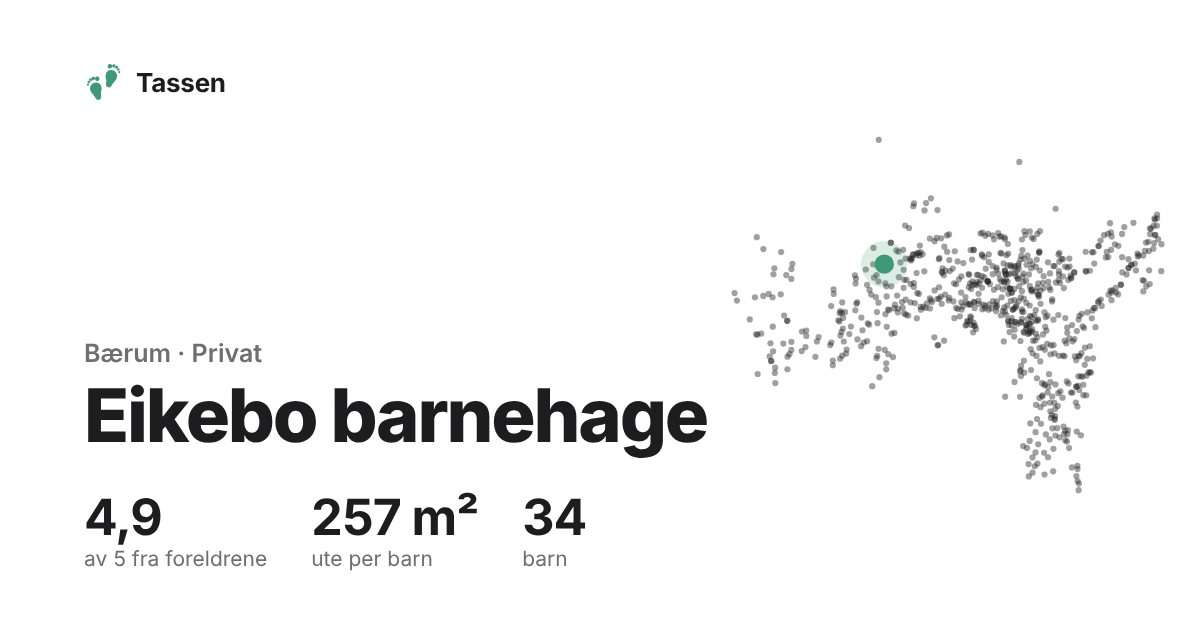 Tassen
Bærum · Privat
Eikebo barnehage
4,9
av 5 fra foreldrene
257 m²
ute per barn
34
barn